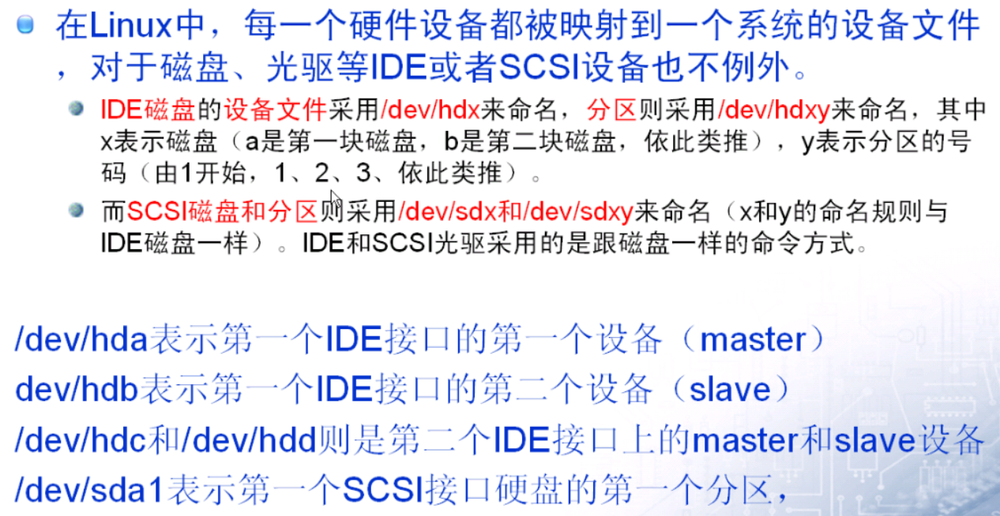 在Linux中，每一个硬件设备都被映射到一个系统的设备文件
，对于磁盘、光驱等IDE或者SCSI设备也不例外。
IDE磁盘的设备文件采用/dev/hdx来命名，分区则采用/dev/hdxy来命名，其中
x表示磁盘（a是第一块磁盘，b是第二块磁盘，依此类推），y表示分区的号
码（由1开始，1、2、3、依此类推）。
而SCSI磁盘和分区则采用/dev/sdx和/dev/sdxy来命名（x和y的命名规则与
IDE磁盘一样）。IDE和SCSI光驱采用的是跟磁盘一样的命令方式。
/dev/hda表示第一个IDE接口的第一个设备（master）
dev/hdb表示第一个IDE接口的第二个设备（slave）
/dev/hdc和/dev/hdd则是第二个IDE接口上的master和slave设备
/dev/sda1表示第一个SCSI接口硬盘的第一个分区，